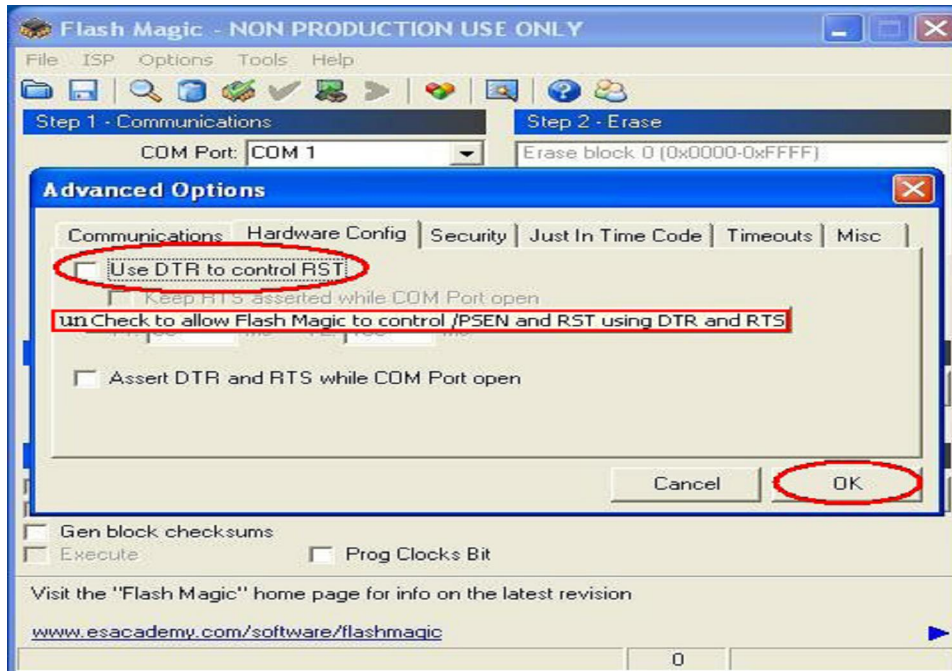 Flash Magic - NON PRODUCTION USE ONLY
File ISP Options Tools Help
Step 1 - Communications
Step 2 - Erase
COM Port: COM 1
Erase block 0 (0x0000-0xFFFF)
Advanced Options
Communications Hardware Config Security Just In Time Code Timeouts Misc
Use DTR to control RST
Keep RTS asserted while COM Port open
un Check to allow Flash Magic to control /PSEN and RST using DTR and RTS
Assert DTR and RTS while COM Port open
Cancel OK
Gen block checksums
Execute Prog Clocks Bit
Visit the "Flash Magic" home page for info on the latest revision
www.esacademy.com/software/flashmagic
0